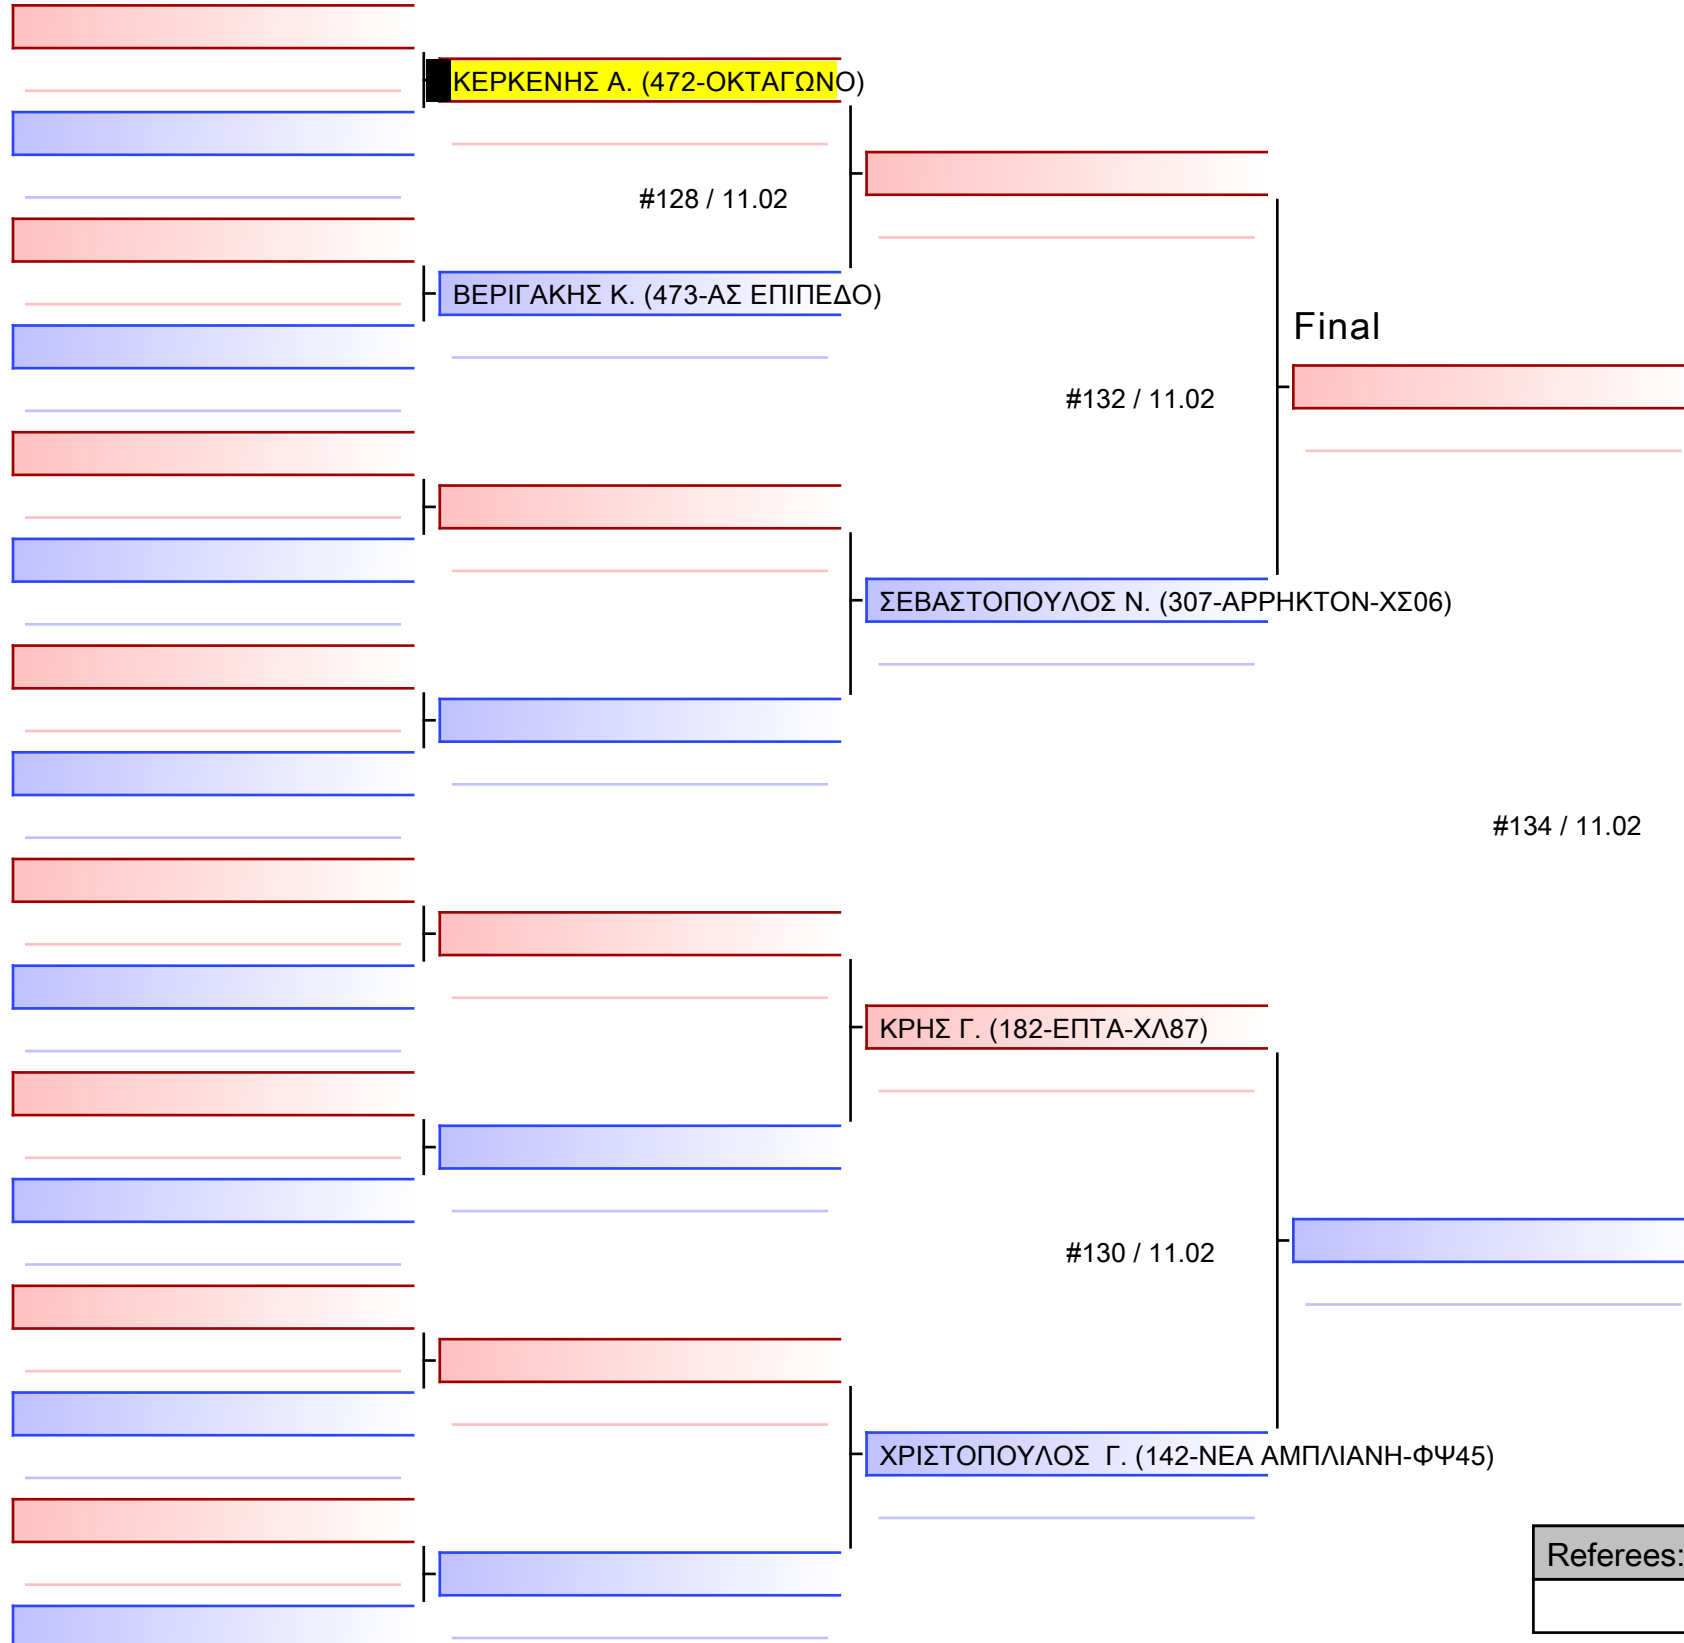 ΚΕΡΚΕΝΗΣ Α. (472-ΟΚΤΑΓΩΝΟ)
#128 / 11.02
ΒΕΡΙΓΑΚΗΣ Κ. (473-ΑΣ ΕΠΙΠΕΔΟ)
Final
#132 / 11.02
ΣΕΒΑΣΤΟΠΟΥΛΟΣ Ν. (307-ΑΡΡΗΚΤΟΝ-ΧΣ06)
#134 / 11.02
ΚΡΗΣ Γ. (182-ΕΠΤΑ-ΧΛ87)
#130 / 11.02
ΧΡΙΣΤΟΠΟΥΛΟΣ  Γ. (142-ΝΕΑ ΑΜΠΛΙΑΝΗ-ΦΨ45)
Referees: